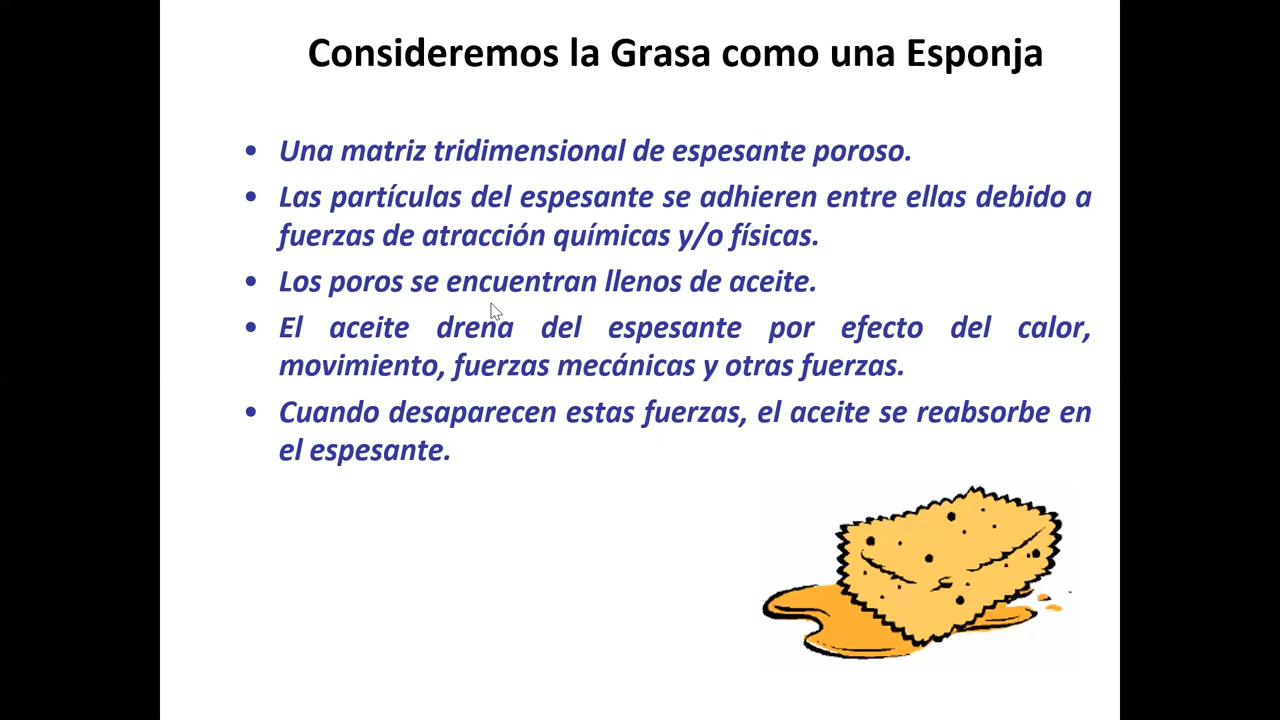 Consideremos la Grasa como una Esponja
• Una matriz tridimensional de espesante poroso.
• Las partículas del espesante se adhieren entre ellas debido a
fuerzas de atracción químicas y/o físicas.
• Los poros se encuentran llenos de aceite.
• El aceite drena del espesante por efecto del calor,
movimiento, fuerzas mecánicas y otras fuerzas.
• Cuando desaparecen estas fuerzas, el aceite se reabsorbe en
el espesante.